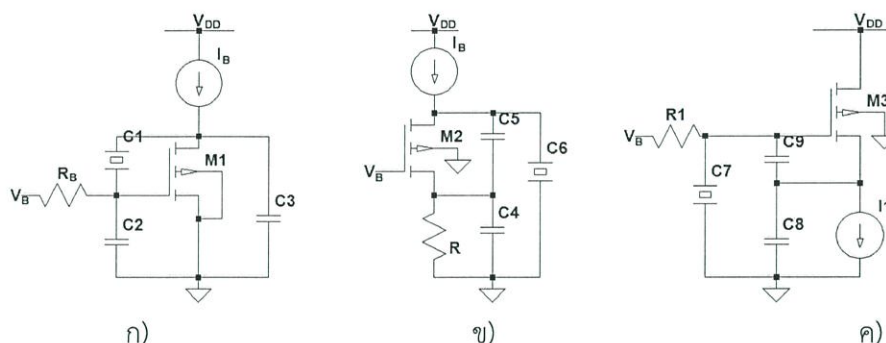 VDD
IB
C1
M1
RB
VB
C2
C3
ก)
VDD
IB
C5
M2
C6
VB
C4
R
ข)
VDD
M3
R1
VB
C9
C7
I1
C8
ค)